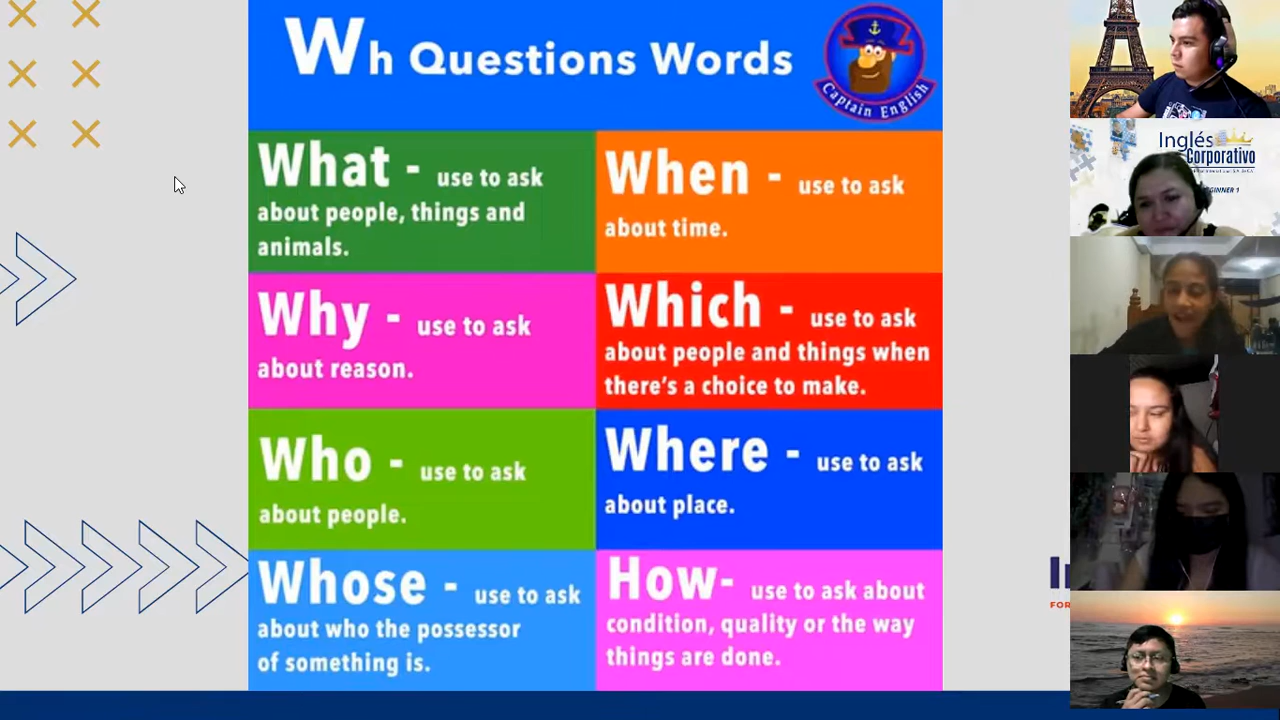 Wh Questions Words
Captain English
What - use to ask
about people, things and
animals.
When - use to ask
about time.
Why - use to ask
about reason.
Which - use to ask
about people and things when
there's a choice to make.
Who - use to ask
about people.
Where - use to ask
about place.
Whose - use to ask
about who the possessor
of something is.
How- use to ask about
condition, quality or the way
things are done.
FOR
Inglés
Corporativo